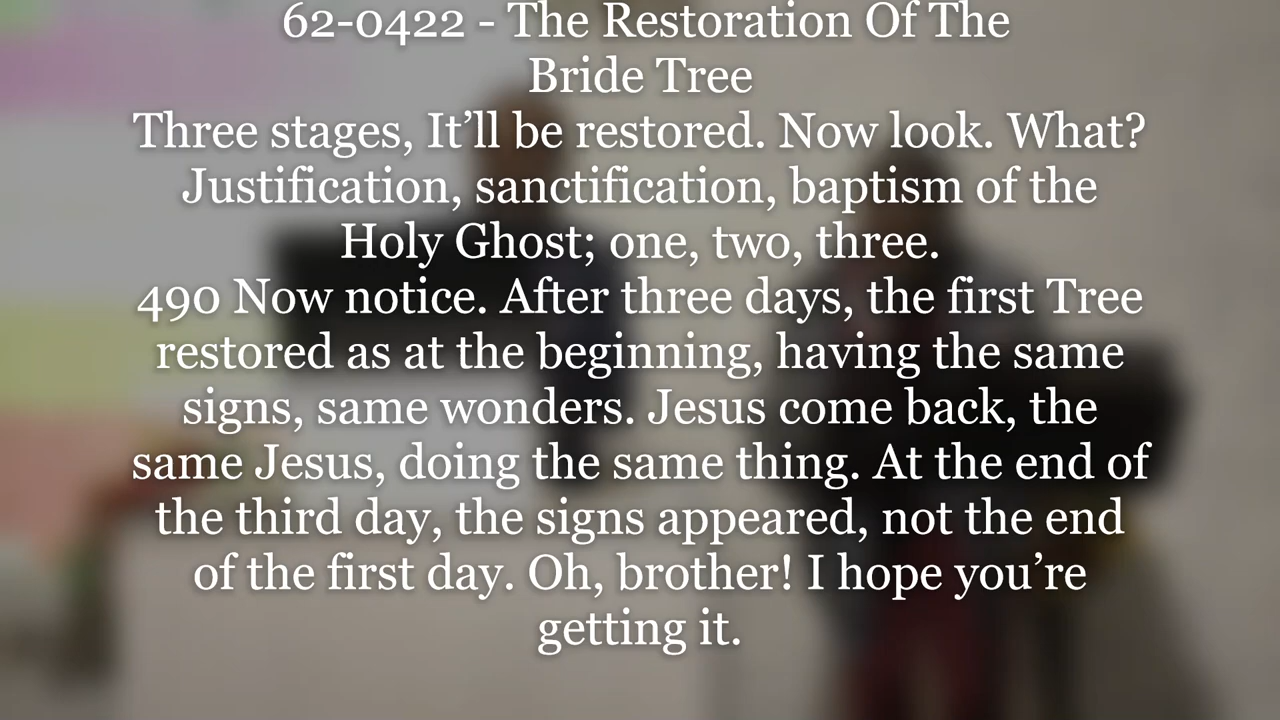 62-0422 - The Restoration Of The
Bride Tree
Three stages, It’ll be restored. Now look. What?
Justification, sanctification, baptism of the
Holy Ghost; one, two, three.
490 Now notice. After three days, the first Tree
restored as at the beginning, having the same
signs, same wonders. Jesus come back, the
same Jesus, doing the same thing. At the end of
the third day, the signs appeared, not the end
of the first day. Oh, brother! I hope you’re
getting it.